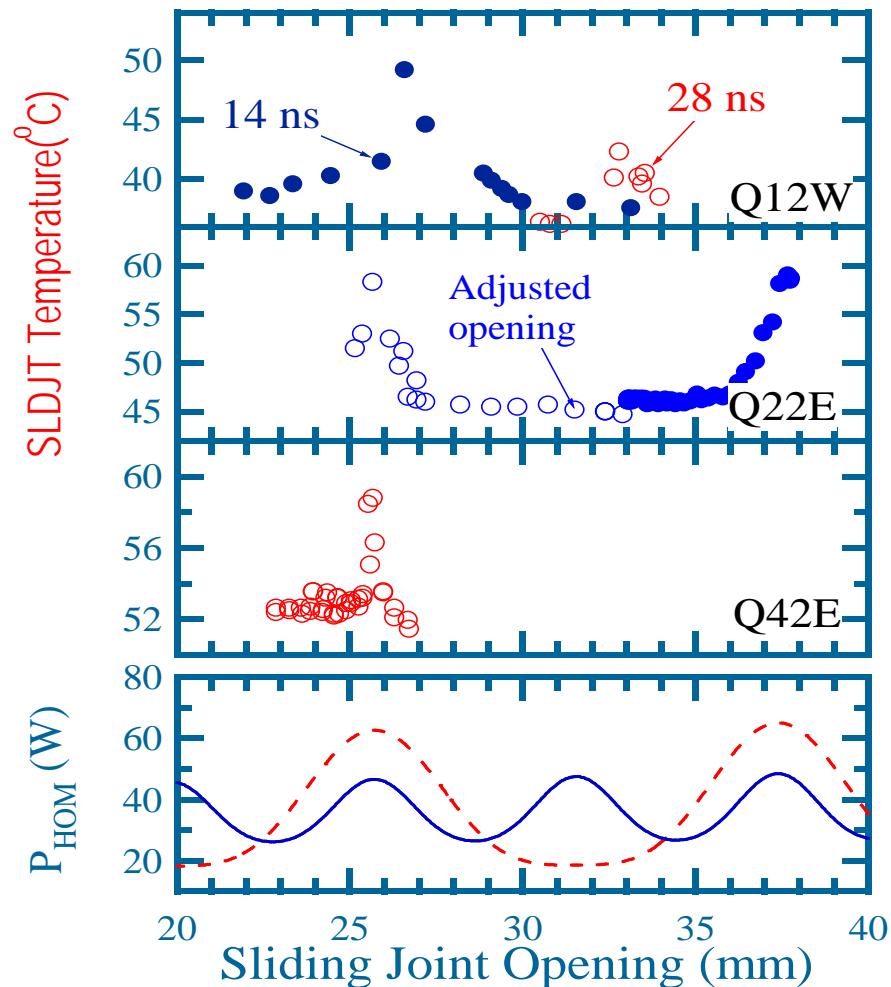 SLDJT Temperature(⁰C)
50
45
40
14 ns
28 ns
Q12W
60
55
50
45
Adjusted
opening
Q22E
60
56
52
Q42E
P_HOM (W)
80
60
40
20
20 25 30 35 40
Sliding Joint Opening (mm)